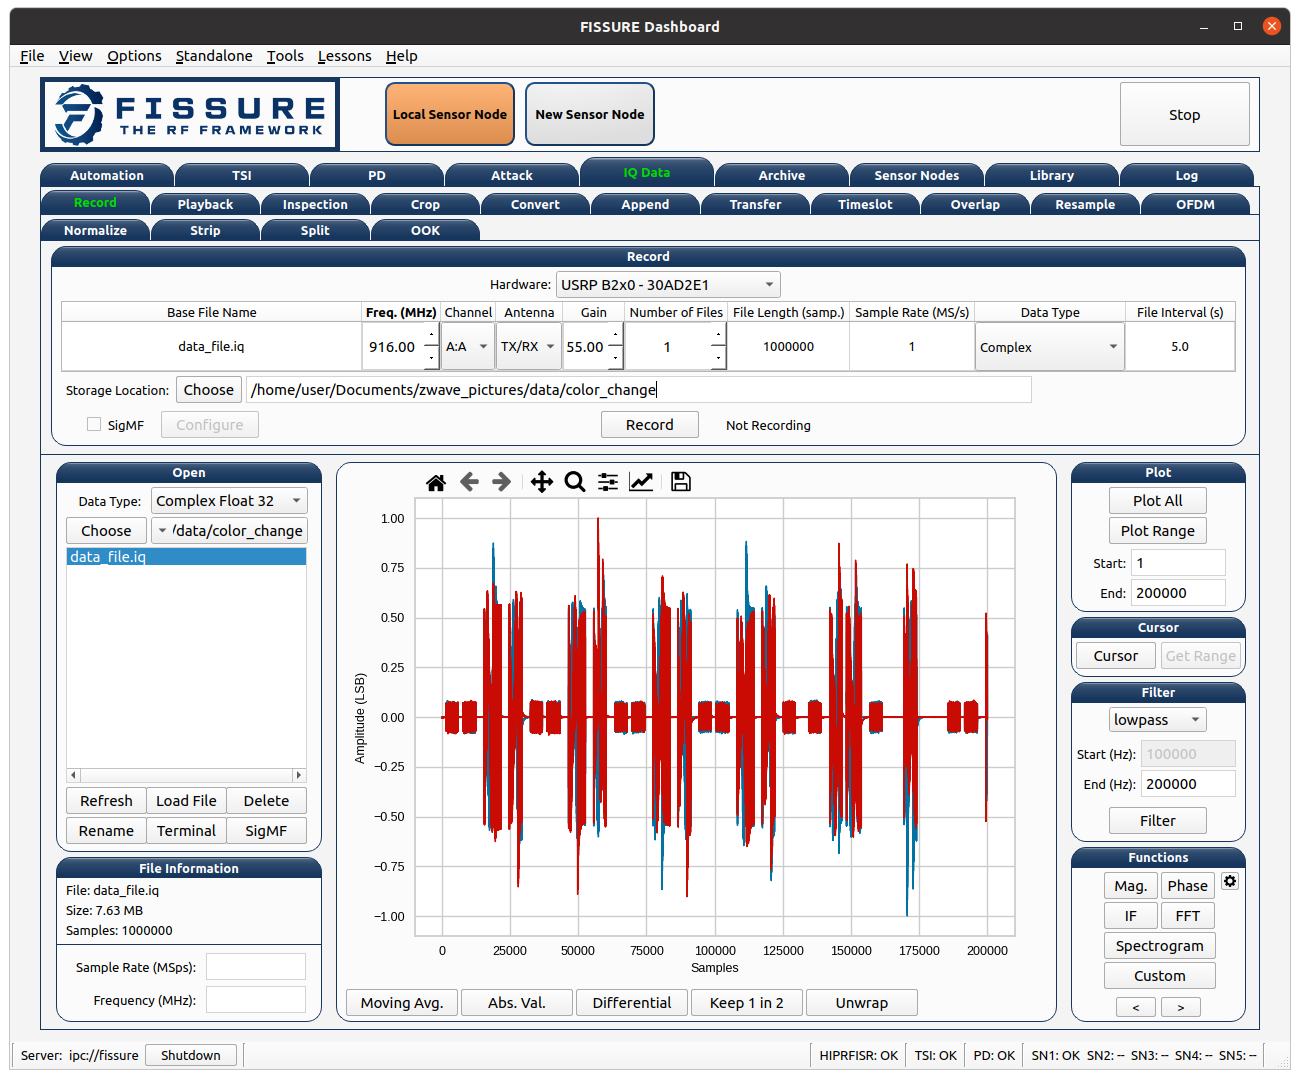 FISSURE Dashboard
File View Options Standalone Tools Lessons Help
FISSURE
THE RF FRAMEWORK
Local Sensor Node
New Sensor Node
Stop
Automation TSI PD Attack IQ Data Archive Sensor Nodes Library Log
Record Playback Inspection Crop Convert Append Transfer Timeslot Overlap Resample OFDM
Normalize Strip Split OOK
Record
Hardware: USRP B2x0 - 30AD2E1
Base File Name Freq. (MHz) Channel Antenna Gain Number of Files File Length (samp.) Sample Rate (MS/s) Data Type File Interval (s)
data_file.iq 916.00 A:A TX/RX 55.00 1 1000000 1 Complex 5.0
Storage Location: Choose /home/user/Documents/zwave_pictures/data/color_change
SigMF Configure Record Not Recording
Open
Data Type: Complex Float 32
Choose /data/color_change
data_file.iq
Refresh Load File Delete
Rename Terminal SigMF
File Information
File: data_file.iq
Size: 7.63 MB
Samples: 1000000
Sample Rate (MSps):
Frequency (MHz):
1.00
0.75
0.50
0.25
0.00
−0.25
−0.50
−0.75
−1.00
Amplitude (LSB)
0 25000 50000 75000 100000 125000 150000 175000 200000
Samples
Moving Avg. Abs. Val. Differential Keep 1 in 2 Unwrap
Plot
Plot All
Plot Range
Start: 1
End: 200000
Cursor
Cursor Get Range
Filter
lowpass
Start (Hz): 100000
End (Hz): 200000
Filter
Functions
Mag. Phase
IF FFT
Spectrogram
Custom
< >
Server: ipc://fissure Shutdown
HIPRFISR: OK TSI: OK PD: OK SN1: OK SN2: -- SN3: -- SN4: -- SN5: --